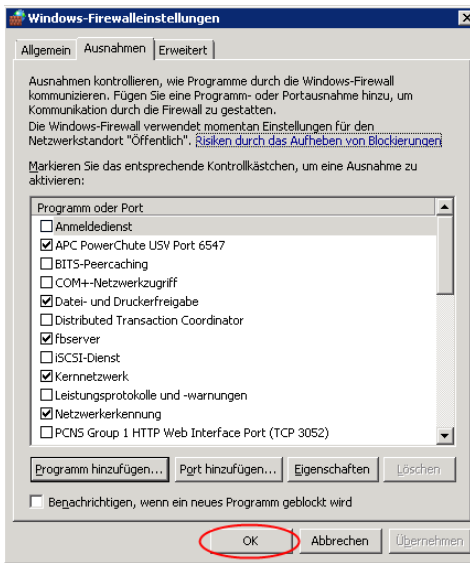 Windows-Firewalleinstellungen
Allgemein Ausnahmen Erweitert
Ausnahmen kontrollieren, wie Programme durch die Windows-Firewall
kommunizieren. Fügen Sie eine Programm- oder Portausnahme hinzu, um
Kommunikation durch die Firewall zu gestatten.
Die Windows-Firewall verwendet momentan Einstellungen für den
Netzwerkstandort "Öffentlich". Risiken durch das Aufheben von Blockierungen
Markieren Sie das entsprechende Kontrollkästchen, um eine Ausnahme zu
aktivieren:
Programm oder Port
Anmeldedienst
APC PowerChute USV Port 6547
BITS-Peercaching
COM+-Netzwerkzugriff
Datei- und Druckerfreigabe
Distributed Transaction Coordinator
fbserver
iSCSI-Dienst
Kernnetzwerk
Leistungsprotokolle und -warnungen
Netzwerkerkennung
PCNS Group 1 HTTP Web Interface Port (TCP 3052)
Programm hinzufügen... Port hinzufügen... Eigenschaften Löschen
Benachrichtigen, wenn ein neues Programm geblockt wird
OK Abbrechen Übernehmen